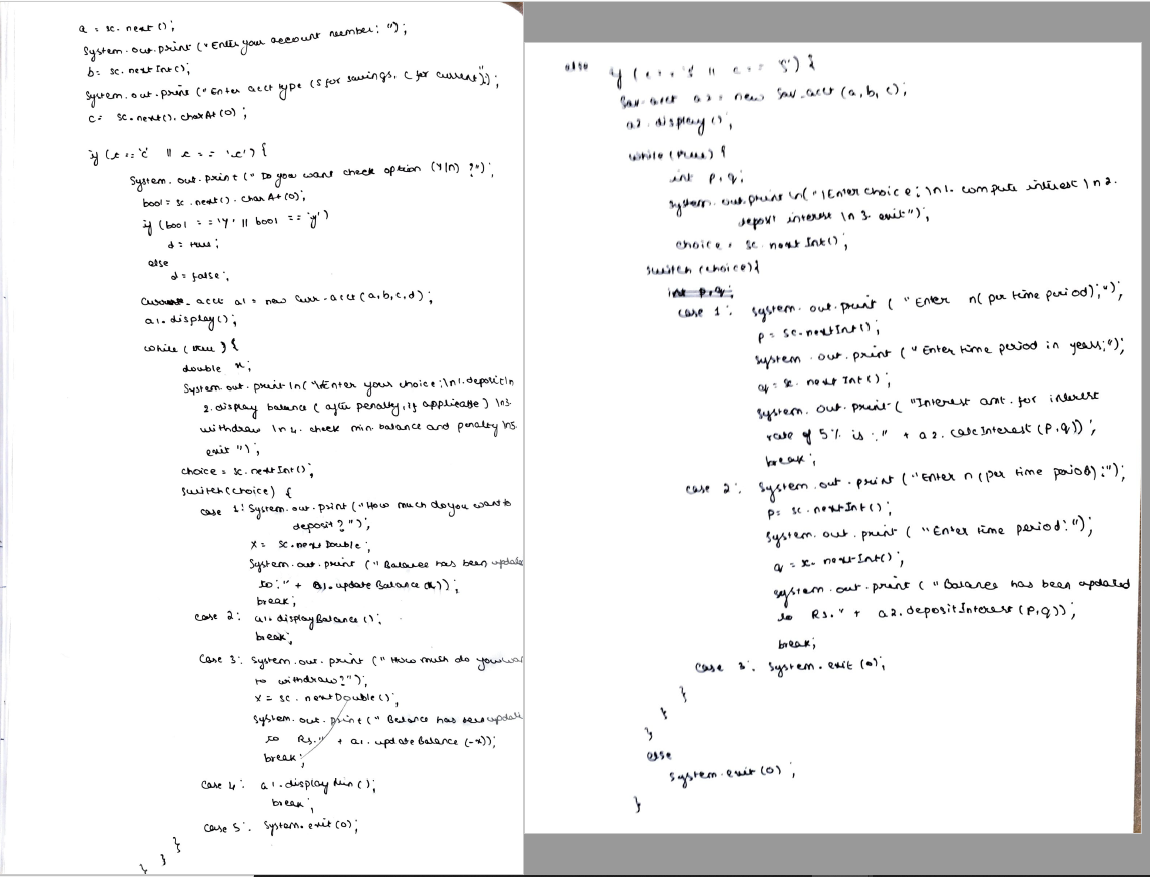 a = sc.next();
System.out.print("Enter your account number: ");
b= sc.nextInt();
System.out.print("Enter acct type (S for savings, C for current)");
c= sc.next().charAt(0);
if (c =='c' || c == 'c') {
System.out.print(" Do you want check option (Y/n) ?");
bool= sc.next().charAt(0);
if (bool == 'Y' || bool == 'y')
d = true;
else
d = false;
Current_acct a1 = new Curr_acct(a,b,c,d);
a1.display();
while (true) {
double x;
System.out.println("\nEnter your choice:\n1.deposit\n
2.display balance (after penalty, if applicable) \n3.
withdraw \n4. check min. balance and penalty \n5.
exit ");
choice = sc.nextInt();
switch(choice) {
case 1: System.out.print ("How much do you want to
deposit ? ");
x = sc.nextDouble;
System.out.print (" Balance has been update
to: " + a1.updateBalance (x));
break;
case 2: a1.displayBalance();
break;
Case 3: System.out.print (" How much do you wan
to withdraw?");
x = sc.nextDouble();
System.out.print (" Balance has been updat
to Rs." + a1.updateBalance (-x));
break;
Case 4: a1.displayMin();
break;
Case 5: System.exit(0);
}
}
}
else
if (c == 's' || c == 'S') {
Sav_acct a2 = new Sav_acct (a,b,c);
a2.display();
while (true) {
int p,q;
System.out.println("\nEnter choice: \n1. compute interest \n2.
deposit interest \n 3. exit");
choice = sc.nextInt();
switch (choice){
int p,q;
case 1: System.out.print ( "Enter n( per time period):");
p = sc.nextInt();
System.out.print ("Enter time period in years:");
q = sc.nextInt();
System.out.print ("Interest amt. for interest
rate of 5% is :" + a2.calcInterest (p,q));
break;
case 2: System.out.print ("Enter n (per time period):");
p= sc.nextInt();
System.out.print ( "Enter time period:");
q = sc.nextInt();
System.out.print ( "Balance has been updated
to Rs." + a2.depositInterest (p,q));
break;
Case 3: System.exit (0);
}
}
}
else
System.exit (0);
}